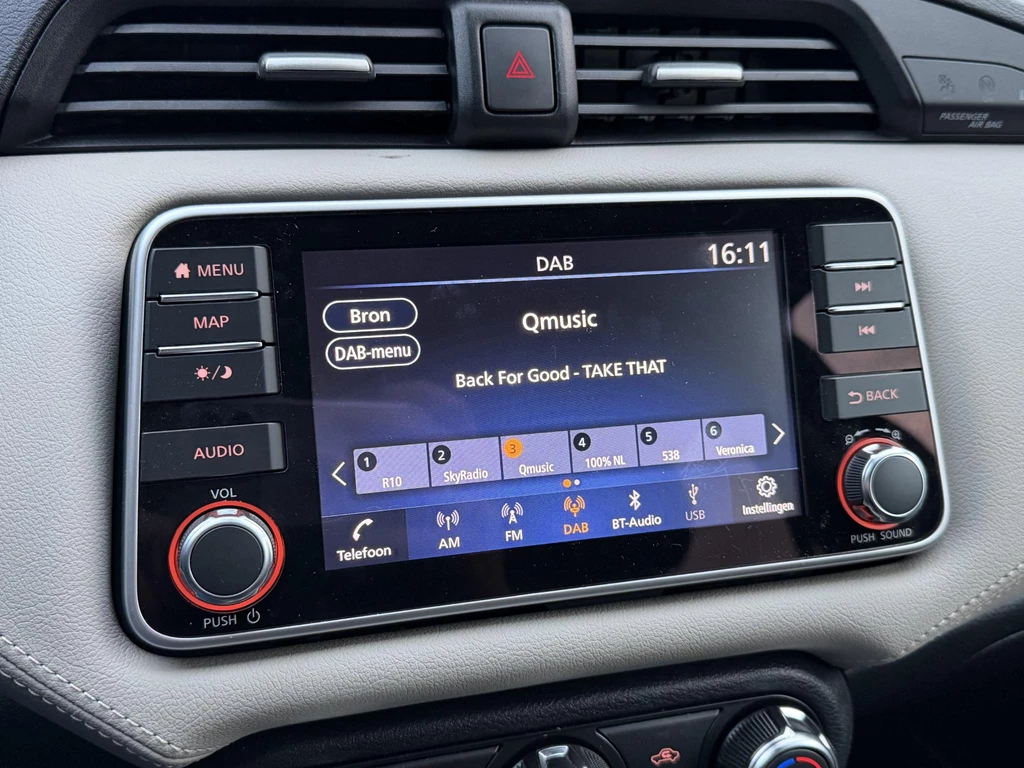 PASSENGER
AIR BAG
MENU
MAP
AUDIO
VOL
PUSH
DAB
16:11
Bron
DAB-menu
Qmusic
Back For Good - TAKE THAT
1
R10
2
SkyRadio
3
Qmusic
4
100% NL
5
538
6
Veronica
Telefoon
AM
FM
DAB
BT-Audio
USB
Instellingen
BACK
PUSH SOUND